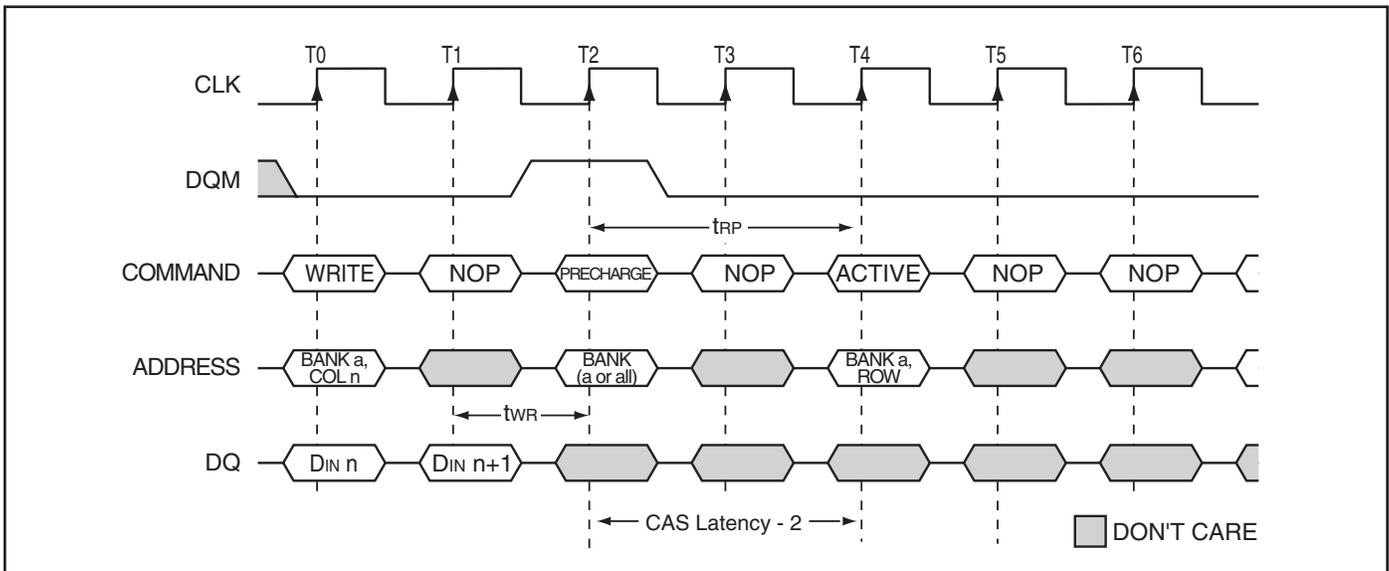 T0 T1 T2 T3 T4 T5 T6
CLK
DQM
tRP
COMMAND WRITE NOP PRECHARGE NOP ACTIVE NOP NOP
ADDRESS BANK a, COL n BANK (a or all) BANK a, ROW
tWR
DQ DIN n DIN n+1
CAS Latency - 2
DON'T CARE